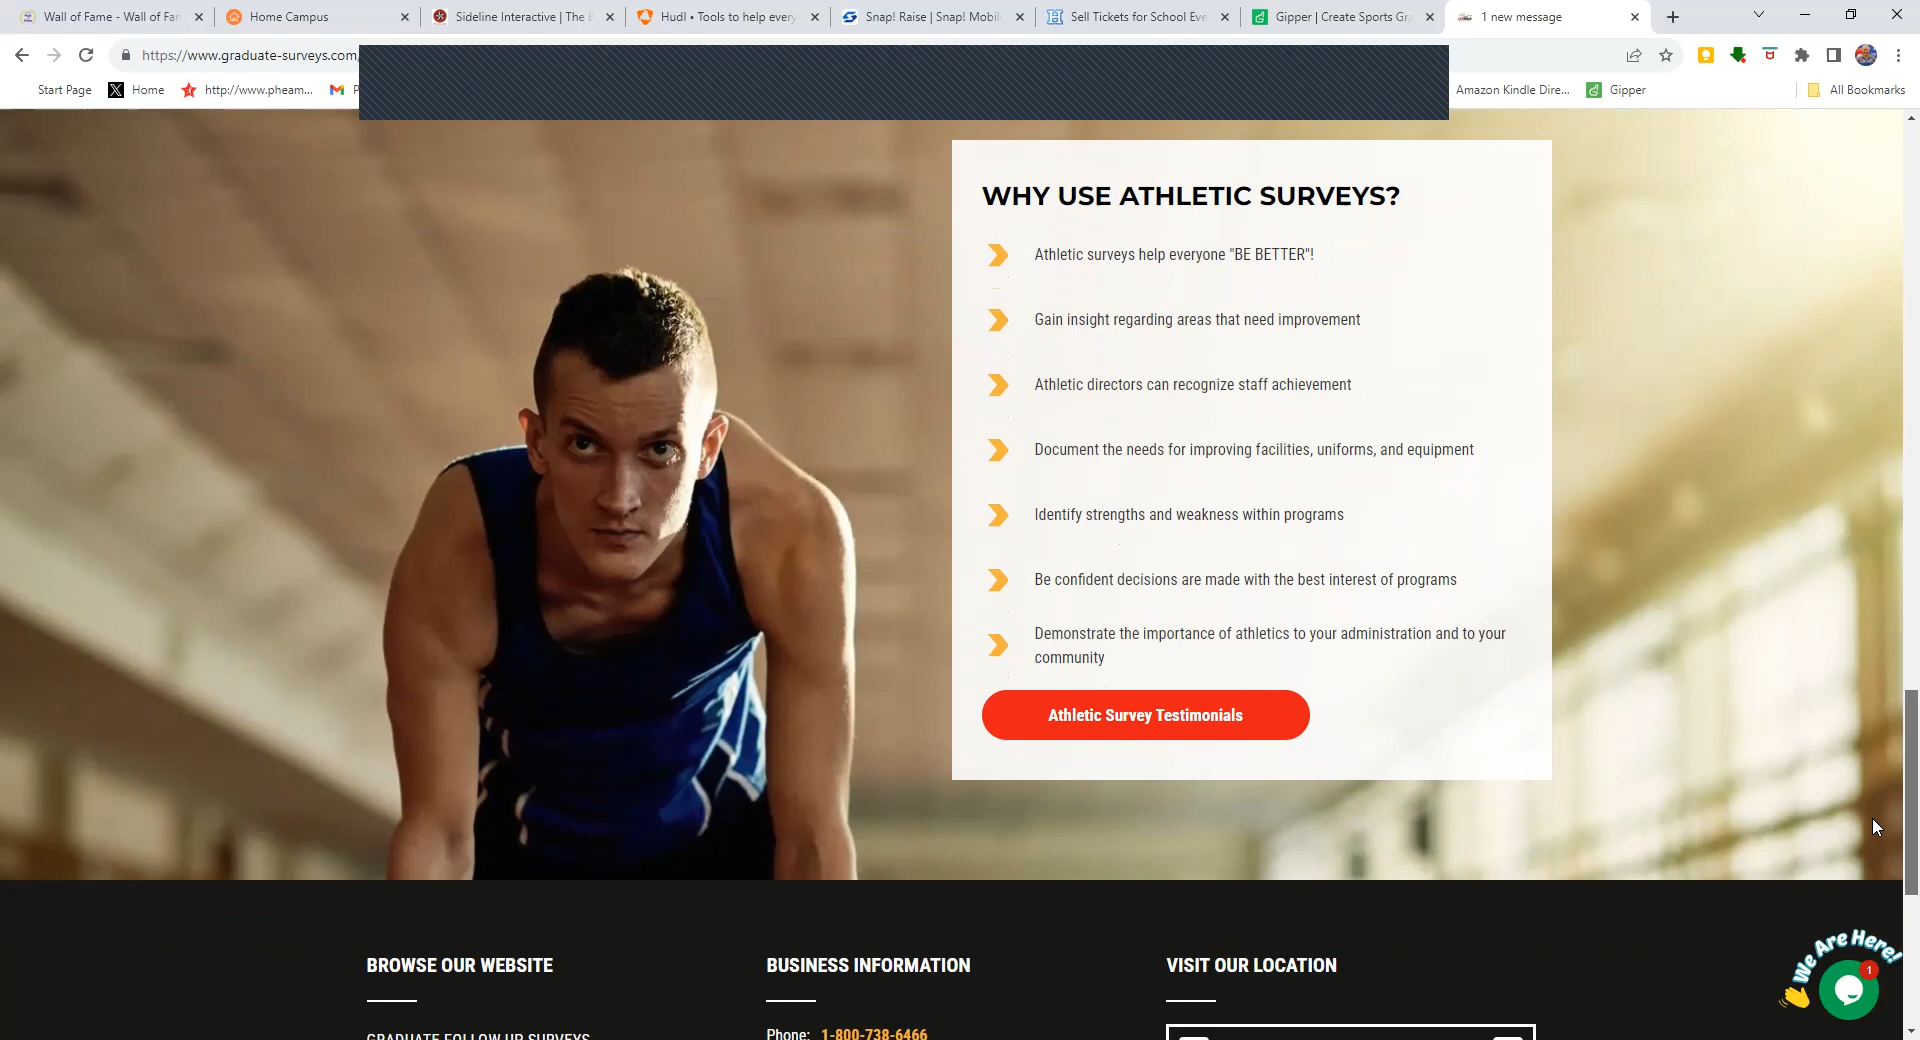 Wall of Fame - Wall of Fa
Home Campus
Sideline Interactive | The
Hudl • Tools to help every
Snap! Raise | Snap! Mobil
Sell Tickets for School Eve
Gipper | Create Sports Gr
1 new message
https://www.graduate-surveys.com/
Start Page
Home
http://www.pheam...
P
Amazon Kindle Dire...
Gipper
All Bookmarks
WHY USE ATHLETIC SURVEYS?
Athletic surveys help everyone "BE BETTER"!
Gain insight regarding areas that need improvement
Athletic directors can recognize staff achievement
Document the needs for improving facilities, uniforms, and equipment
Identify strengths and weakness within programs
Be confident decisions are made with the best interest of programs
Demonstrate the importance of athletics to your administration and to your
community
Athletic Survey Testimonials
We Are Here!
1
BROWSE OUR WEBSITE
BUSINESS INFORMATION
VISIT OUR LOCATION
GRADUATE FOLLOW UP SURVEYS
Phone: 1-800-738-6466